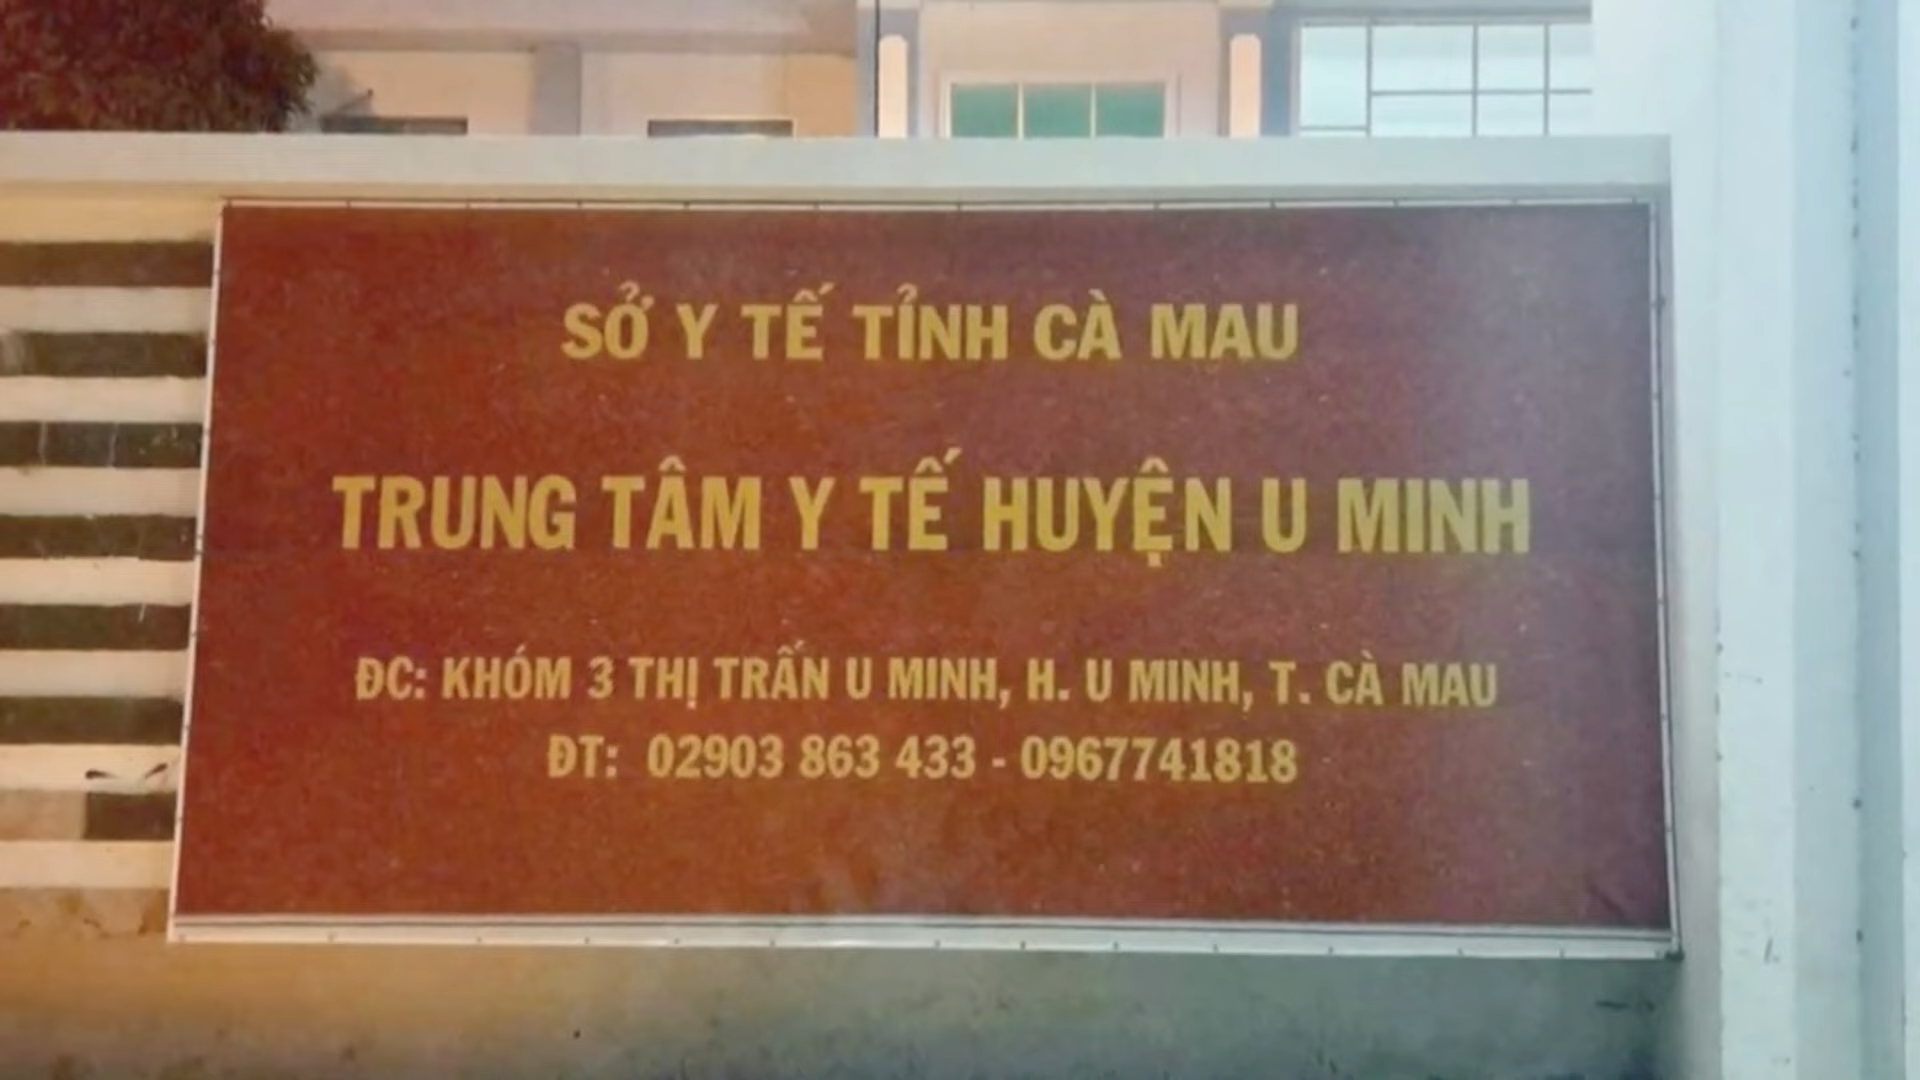 SỞ Y TẾ TỈNH CÀ MAU
TRUNG TÂM Y TẾ HUYỆN U MINH
ĐC: KHÓM 3 THỊ TRẤN U MINH, H. U MINH, T. CÀ MAU
ĐT: 02903 863 433 - 0967741818